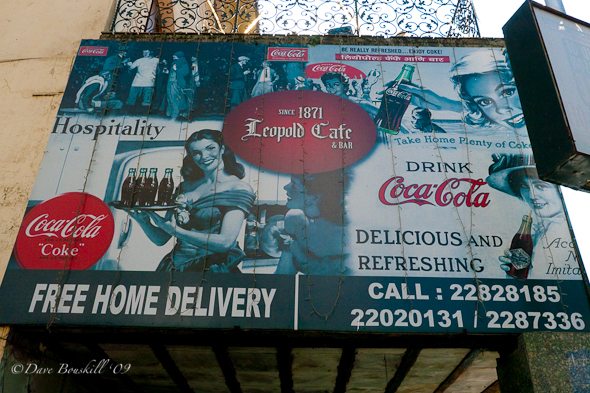 Coca-Cola
Coca-Cola
BE REALLY REFRESHED...ENJOY COKE!
लिओपोल्ड कॅफे आणि बार
Coca-Cola
Hospitality
SINCE 1871
Leopold Cafe
& BAR
Take Home Plenty of Coke
DRINK
Coca-Cola
DELICIOUS AND
REFRESHING
Coca-Cola
"Coke"
FREE HOME DELIVERY
CALL : 22828185
22020131 / 2287336
© Dave Bouskill '09